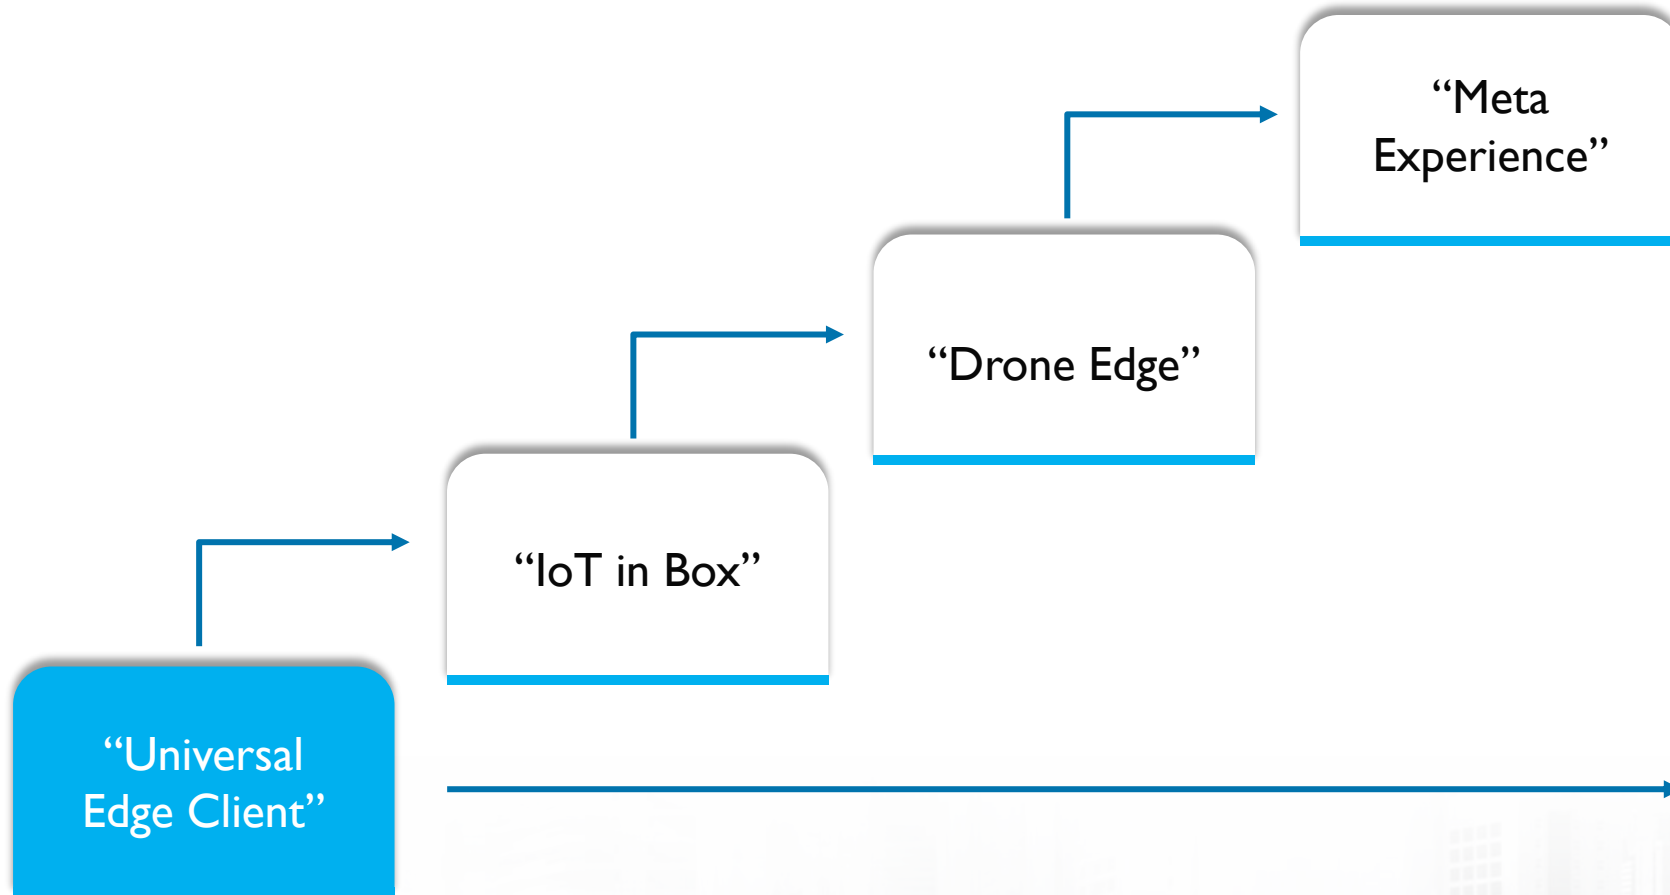 “Meta
Experience”
“Drone Edge”
“IoT in Box”
“Universal
Edge Client”